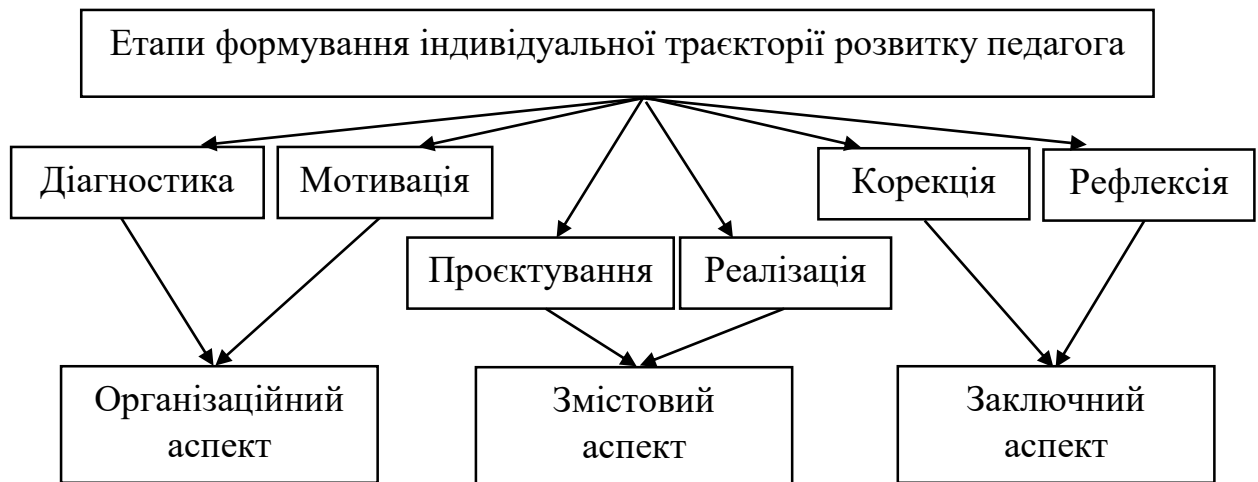 Етапи формування індивідуальної траєкторії розвитку педагога
Діагностика
Мотивація
Корекція
Рефлексія
Проєктування
Реалізація
Організаційний
аспект
Змістовий
аспект
Заключний
аспект